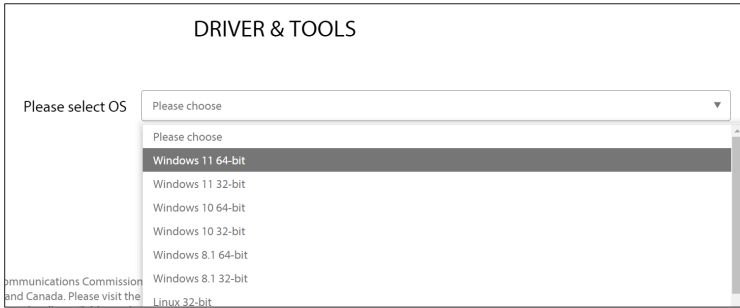 DRIVER & TOOLS
Please select OS
Please choose
Please choose
Windows 11 64-bit
Windows 11 32-bit
Windows 10 64-bit
Windows 10 32-bit
Windows 8.1 64-bit
Windows 8.1 32-bit
Linux 32-bit
ommunications Commission
and Canada. Please visit the